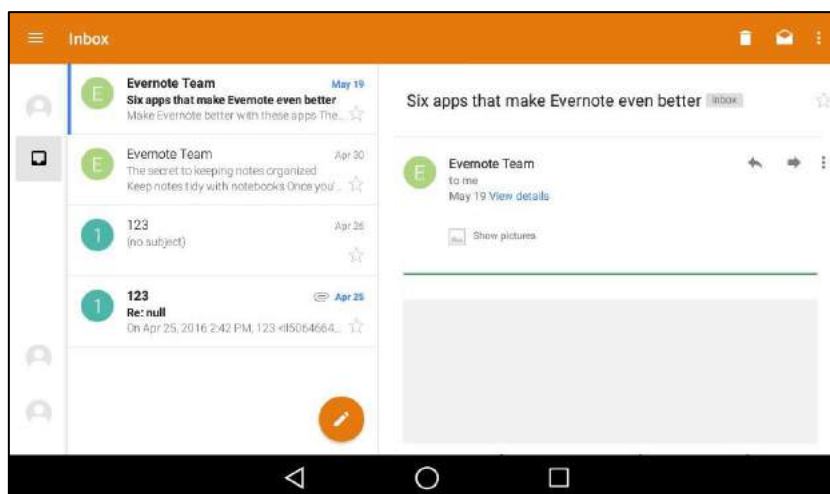 Inbox
E
Evernote Team
May 19
Six apps that make Evernote even better
Make Evernote better with these apps The...
E
Evernote Team
Apr 30
The secret to keeping notes organized
Keep notes tidy with notebooks Once you'...
1
123
Apr 26
(no subject)
1
123
Apr 25
Re: null
On Apr 25, 2016 2:42 PM, 123 <ll5064664...
Six apps that make Evernote even better Inbox
E
Evernote Team
to me
May 19 View details
Show pictures